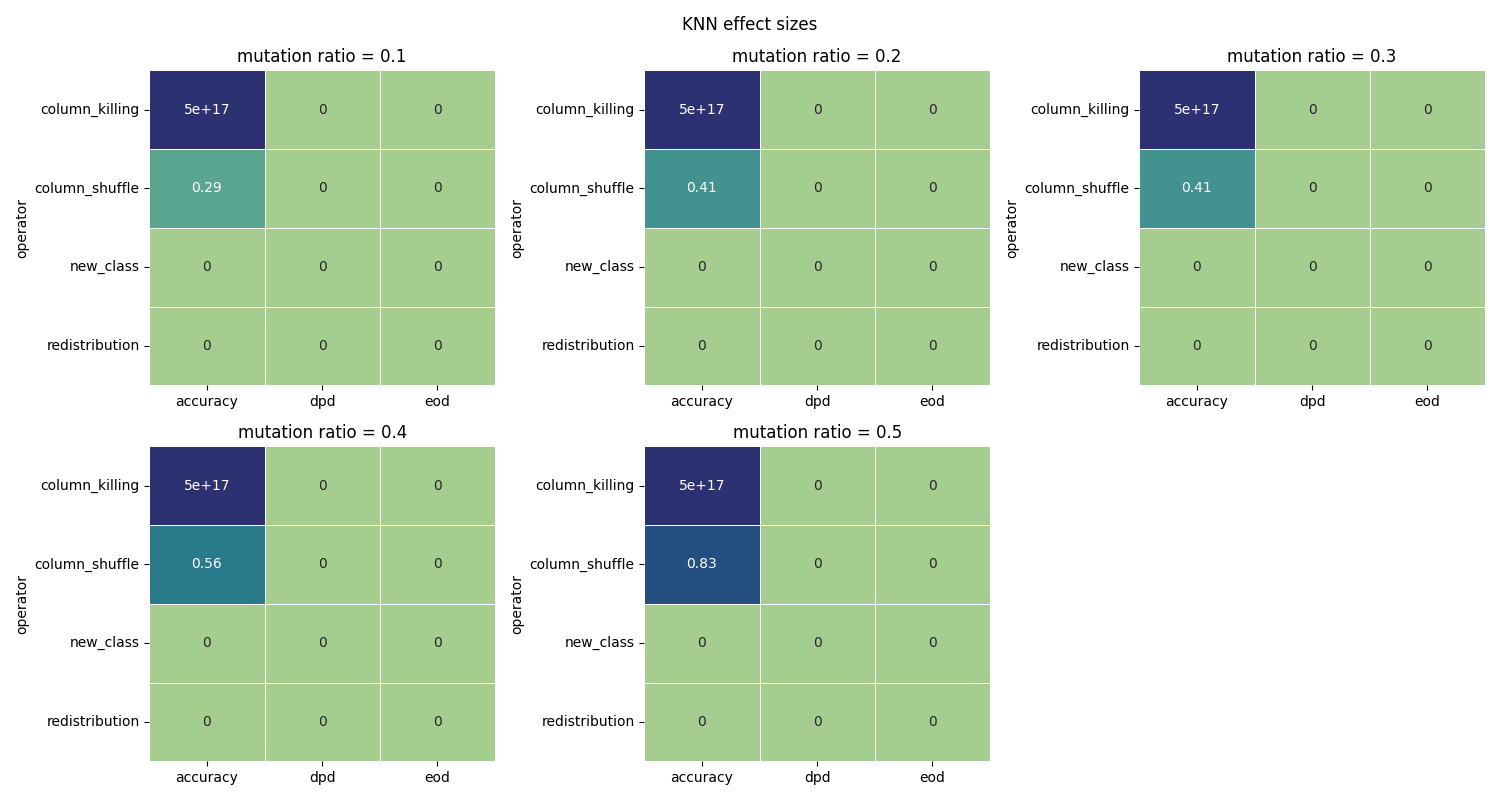 KNN effect sizes
mutation ratio = 0.1
column_killing 5e+17 0 0
column_shuffle 0.29 0 0
new_class 0 0 0
redistribution 0 0 0
operator
accuracy dpd eod
mutation ratio = 0.2
column_killing 5e+17 0 0
column_shuffle 0.41 0 0
new_class 0 0 0
redistribution 0 0 0
operator
accuracy dpd eod
mutation ratio = 0.3
column_killing 5e+17 0 0
column_shuffle 0.41 0 0
new_class 0 0 0
redistribution 0 0 0
operator
accuracy dpd eod
mutation ratio = 0.4
column_killing 5e+17 0 0
column_shuffle 0.56 0 0
new_class 0 0 0
redistribution 0 0 0
operator
accuracy dpd eod
mutation ratio = 0.5
column_killing 5e+17 0 0
column_shuffle 0.83 0 0
new_class 0 0 0
redistribution 0 0 0
operator
accuracy dpd eod